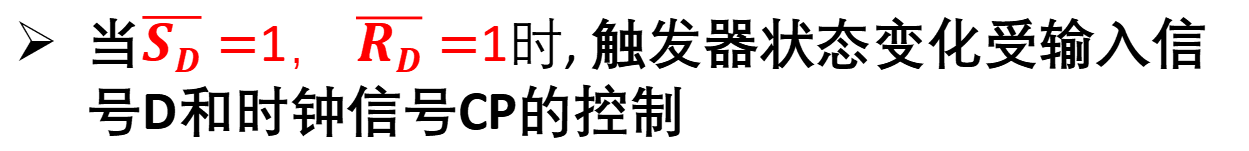 ➢ 当$\overline{S_D}$ =1, $\overline{R_D}$ =1时, 触发器状态变化受输入信
号D和时钟信号CP的控制